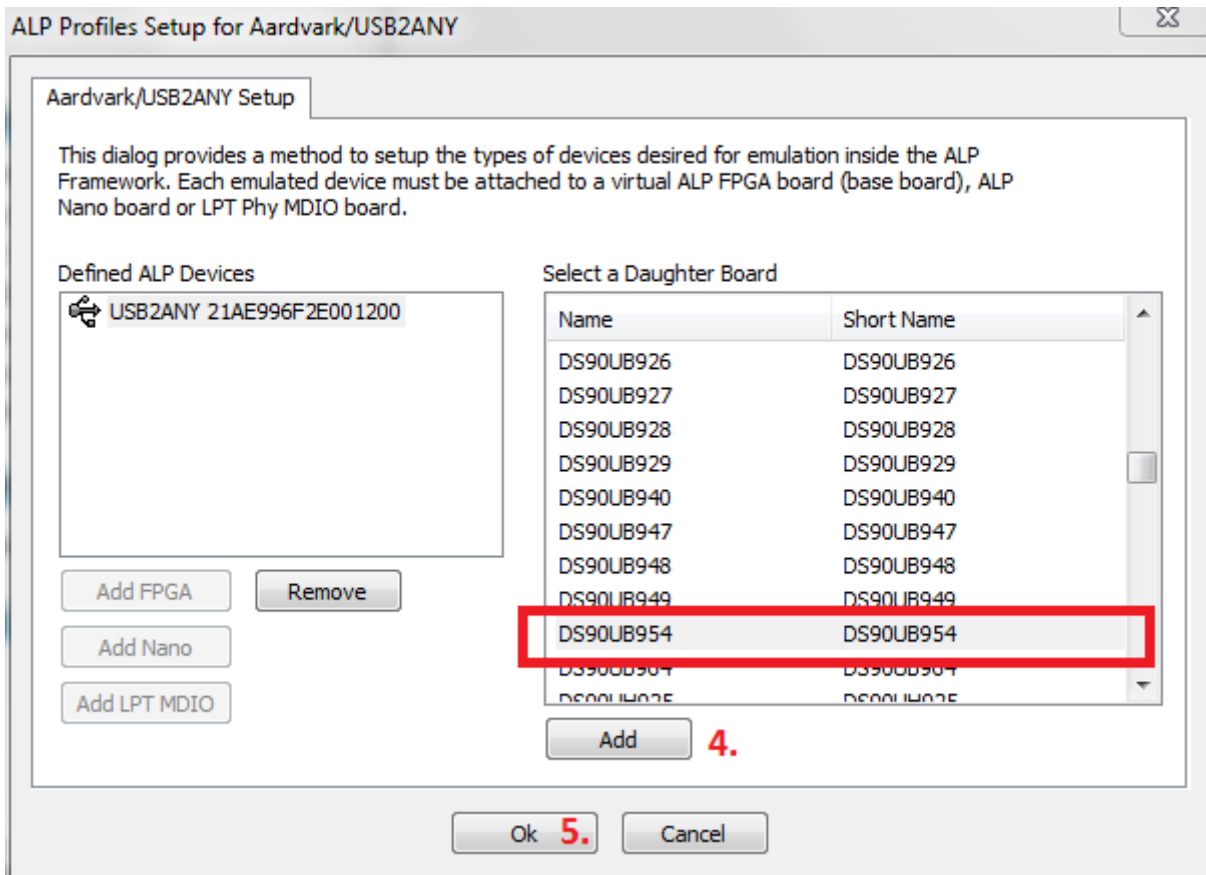 ALP Profiles Setup for Aardvark/USB2ANY
Aardvark/USB2ANY Setup
This dialog provides a method to setup the types of devices desired for emulation inside the ALP
Framework. Each emulated device must be attached to a virtual ALP FPGA board (base board), ALP
Nano board or LPT Phy MDIO board.
Defined ALP Devices
USB2ANY 21AE996F2E001200
Add FPGA
Remove
Add Nano
Add LPT MDIO
Select a Daughter Board
Name Short Name
DS90UB926 DS90UB926
DS90UB927 DS90UB927
DS90UB928 DS90UB928
DS90UB929 DS90UB929
DS90UB940 DS90UB940
DS90UB947 DS90UB947
DS90UB948 DS90UB948
DS90UB949 DS90UB949
DS90UB954 DS90UB954
DS90UB964 DS90UB964
DS90UH925 DS90UH925
Add 4.
Ok 5. Cancel